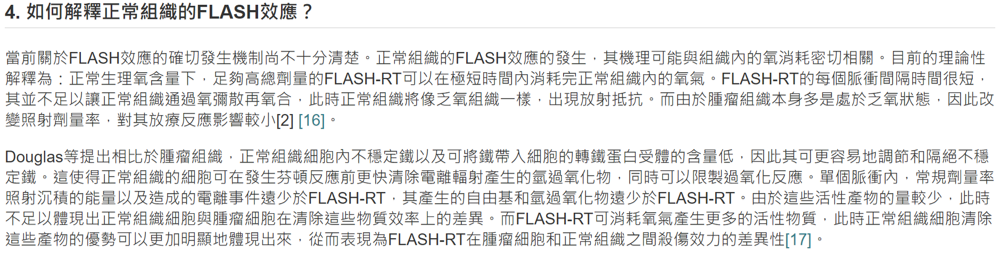 4. 如何解釋正常組織的FLASH效應？
當前關於FLASH效應的確切發生機制尚不十分清楚。正常組織的FLASH效應的發生，其機理可能與組織內的氧消耗密切相關。目前的理論性
解釋為：正常生理氧含量下，足夠高總劑量的FLASH-RT可以在極短時間內消耗完正常組織內的氧氣。FLASH-RT的每個脈衝間隔時間很短，
其並不足以讓正常組織通過氧彌散再氧合，此時正常組織將像乏氧組織一樣，出現放射抵抗。而由於腫瘤組織本身多是處於乏氧狀態，因此改
變照射劑量率，對其放療反應影響較小[2] [16]。
Douglas等提出相比於腫瘤組織，正常組織細胞內不穩定鐵以及可將鐵帶入細胞的轉鐵蛋白受體的含量低，因此其可更容易地調節和隔絕不穩
定鐵。這使得正常組織的細胞可在發生芬頓反應前更快清除電離輻射產生的氫過氧化物，同時可以限製過氧化反應。單個脈衝內，常規劑量率
照射沉積的能量以及造成的電離事件遠少於FLASH-RT，其產生的自由基和氫過氧化物遠少於FLASH-RT。由於這些活性產物的量較少，此時
不足以體現出正常組織細胞與腫瘤細胞在清除這些物質效率上的差異。而FLASH-RT可消耗氧氣產生更多的活性物質，此時正常組織細胞清除
這些產物的優勢可以更加明顯地體現出來，從而表現為FLASH-RT在腫瘤細胞和正常組織之間殺傷效力的差異性[17]。